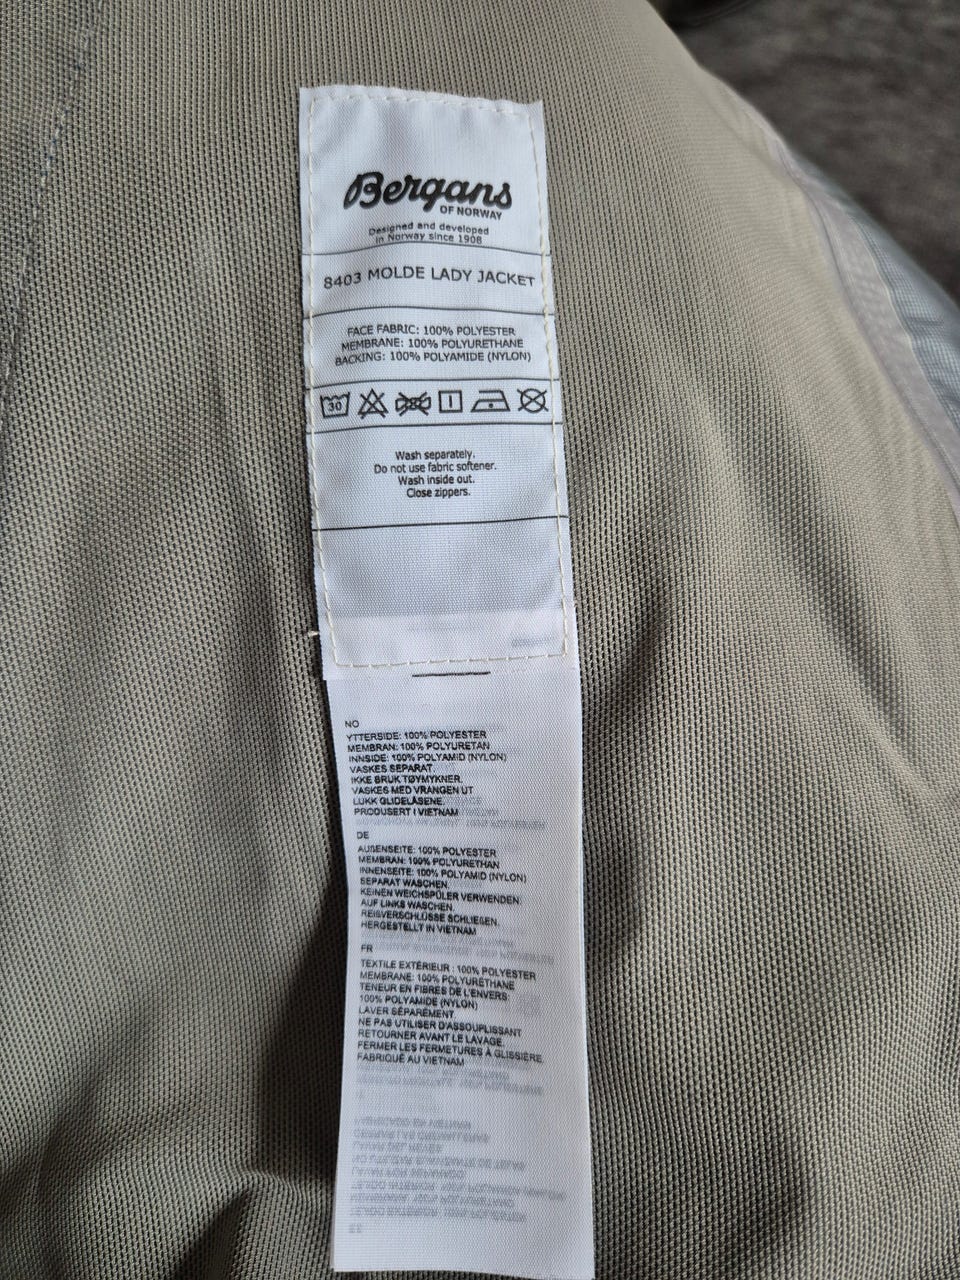 Bergans
OF NORWAY
Designed and developed
in Norway since 1908
8403 MOLDE LADY JACKET
FACE FABRIC: 100% POLYESTER
MEMBRANE: 100% POLYURETHANE
BACKING: 100% POLYAMIDE (NYLON)
30
Wash separately.
Do not use fabric softener.
Wash inside out.
Close zippers.
NO
YTTERSIDE: 100% POLYESTER
MEMBRAN: 100% POLYURETAN
INNSIDE: 100% POLYAMID (NYLON)
VASKES SEPARAT.
IKKE BRUK TØYMYKNER.
VASKES MED VRANGEN UT
LUKK GLIDELÅSENE.
PRODUSERT I VIETNAM
DE
AUßENSEITE: 100% POLYESTER
MEMBRAN: 100% POLYURETHAN
INNENSEITE: 100% POLYAMID (NYLON)
SEPARAT WASCHEN.
KEINEN WEICHSPÜLER VERWENDEN.
AUF LINKS WASCHEN.
REIßVERSCHLÜSSE SCHLIEßEN.
HERGESTELLT IN VIETNAM
FR
TEXTILE EXTÉRIEUR : 100% POLYESTER
MEMBRANE: 100% POLYURÉTHANE
TENEUR EN FIBRES DE L'ENVERS:
100% POLYAMIDE (NYLON)
LAVER SÉPARÉMENT.
NE PAS UTILISER D'ASSOUPLISSANT
RETOURNER AVANT LE LAVAGE.
FERMER LES FERMETURES À GLISSIÈRE.
FABRIQUÉ AU VIETNAM